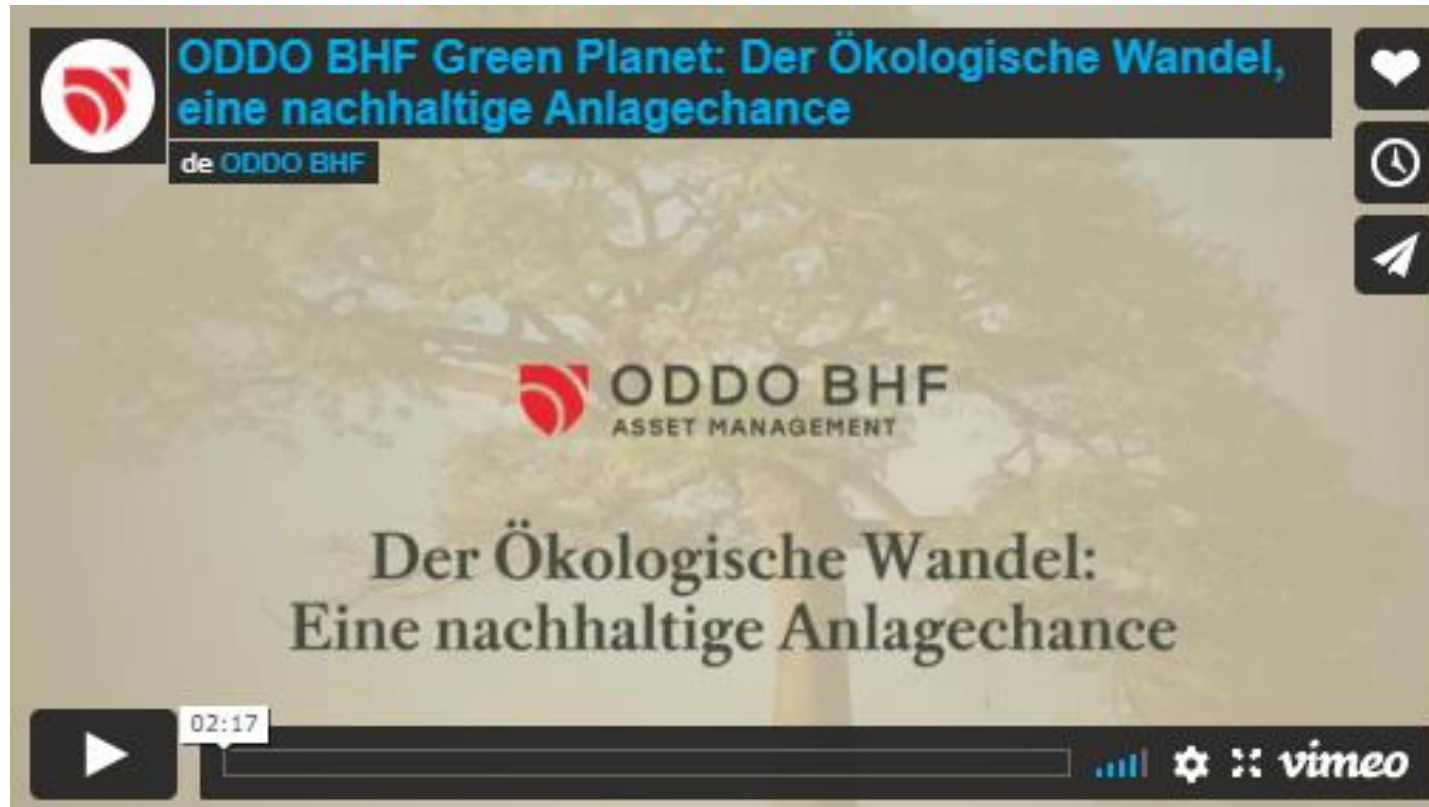 ODDO BHF Green Planet: Der Ökologische Wandel,
eine nachhaltige Anlagechance
de ODDO BHF
ODDO BHF
ASSET MANAGEMENT
Der Ökologische Wandel:
Eine nachhaltige Anlagechance
02:17
vimeo